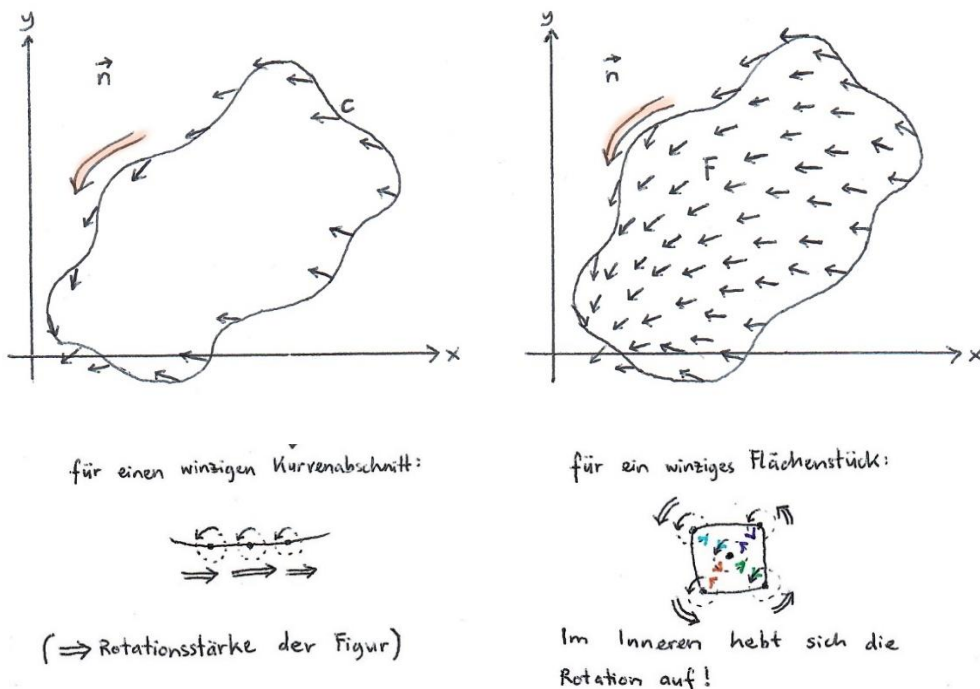 y
n⃗
C
x
y
n⃗
F
x
für einen winzigen Kurvenabschnitt:
(⇒ Rotationsstärke der Figur)
für ein winziges Flächenstück:
Im Inneren hebt sich die
Rotation auf!